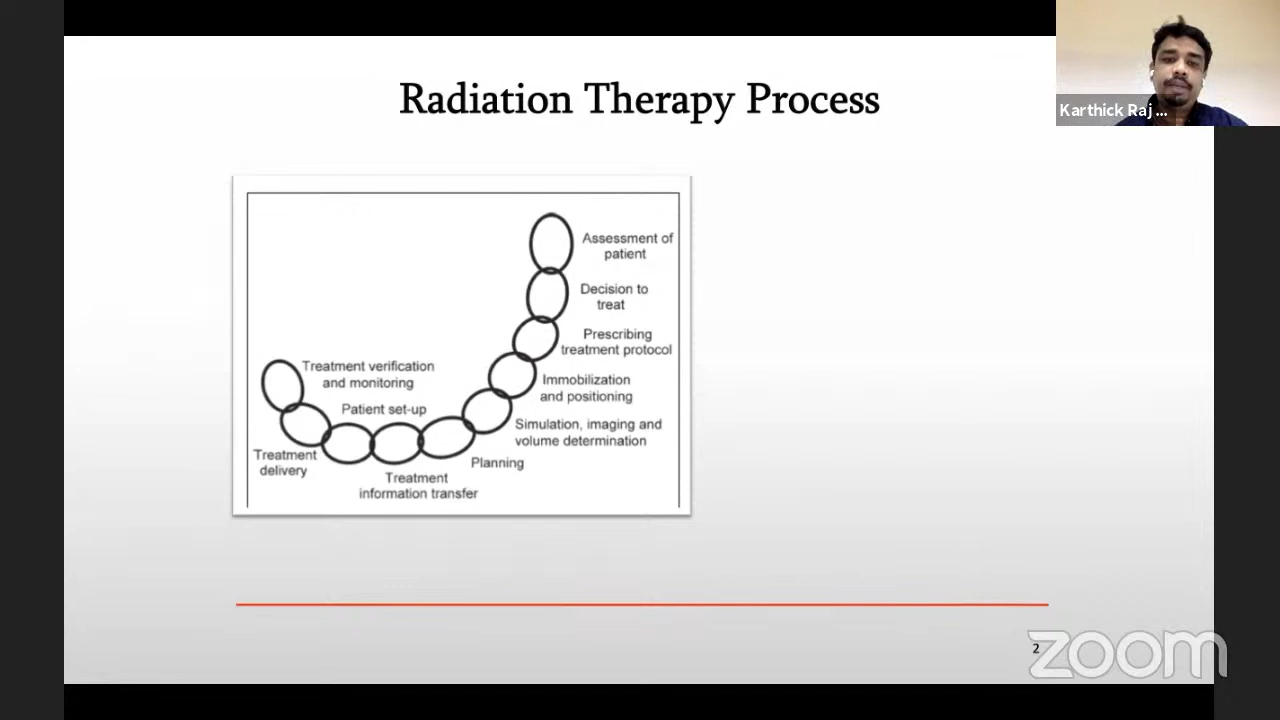 Radiation Therapy Process
Karthick Raj ...
Assessment of
patient
Decision to
treat
Prescribing
treatment protocol
Immobilization
and positioning
Simulation, imaging and
volume determination
Planning
Treatment
information transfer
Patient set-up
Treatment
delivery
Treatment verification
and monitoring
2
zoom